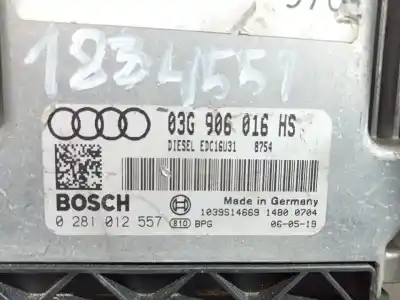 03G 906 016 HS
DIESEL EDC16U31 8754
BOSCH
Made in Germany
0 281 012 557
810
BPG
1039S14669 1480 0704
06-05-19